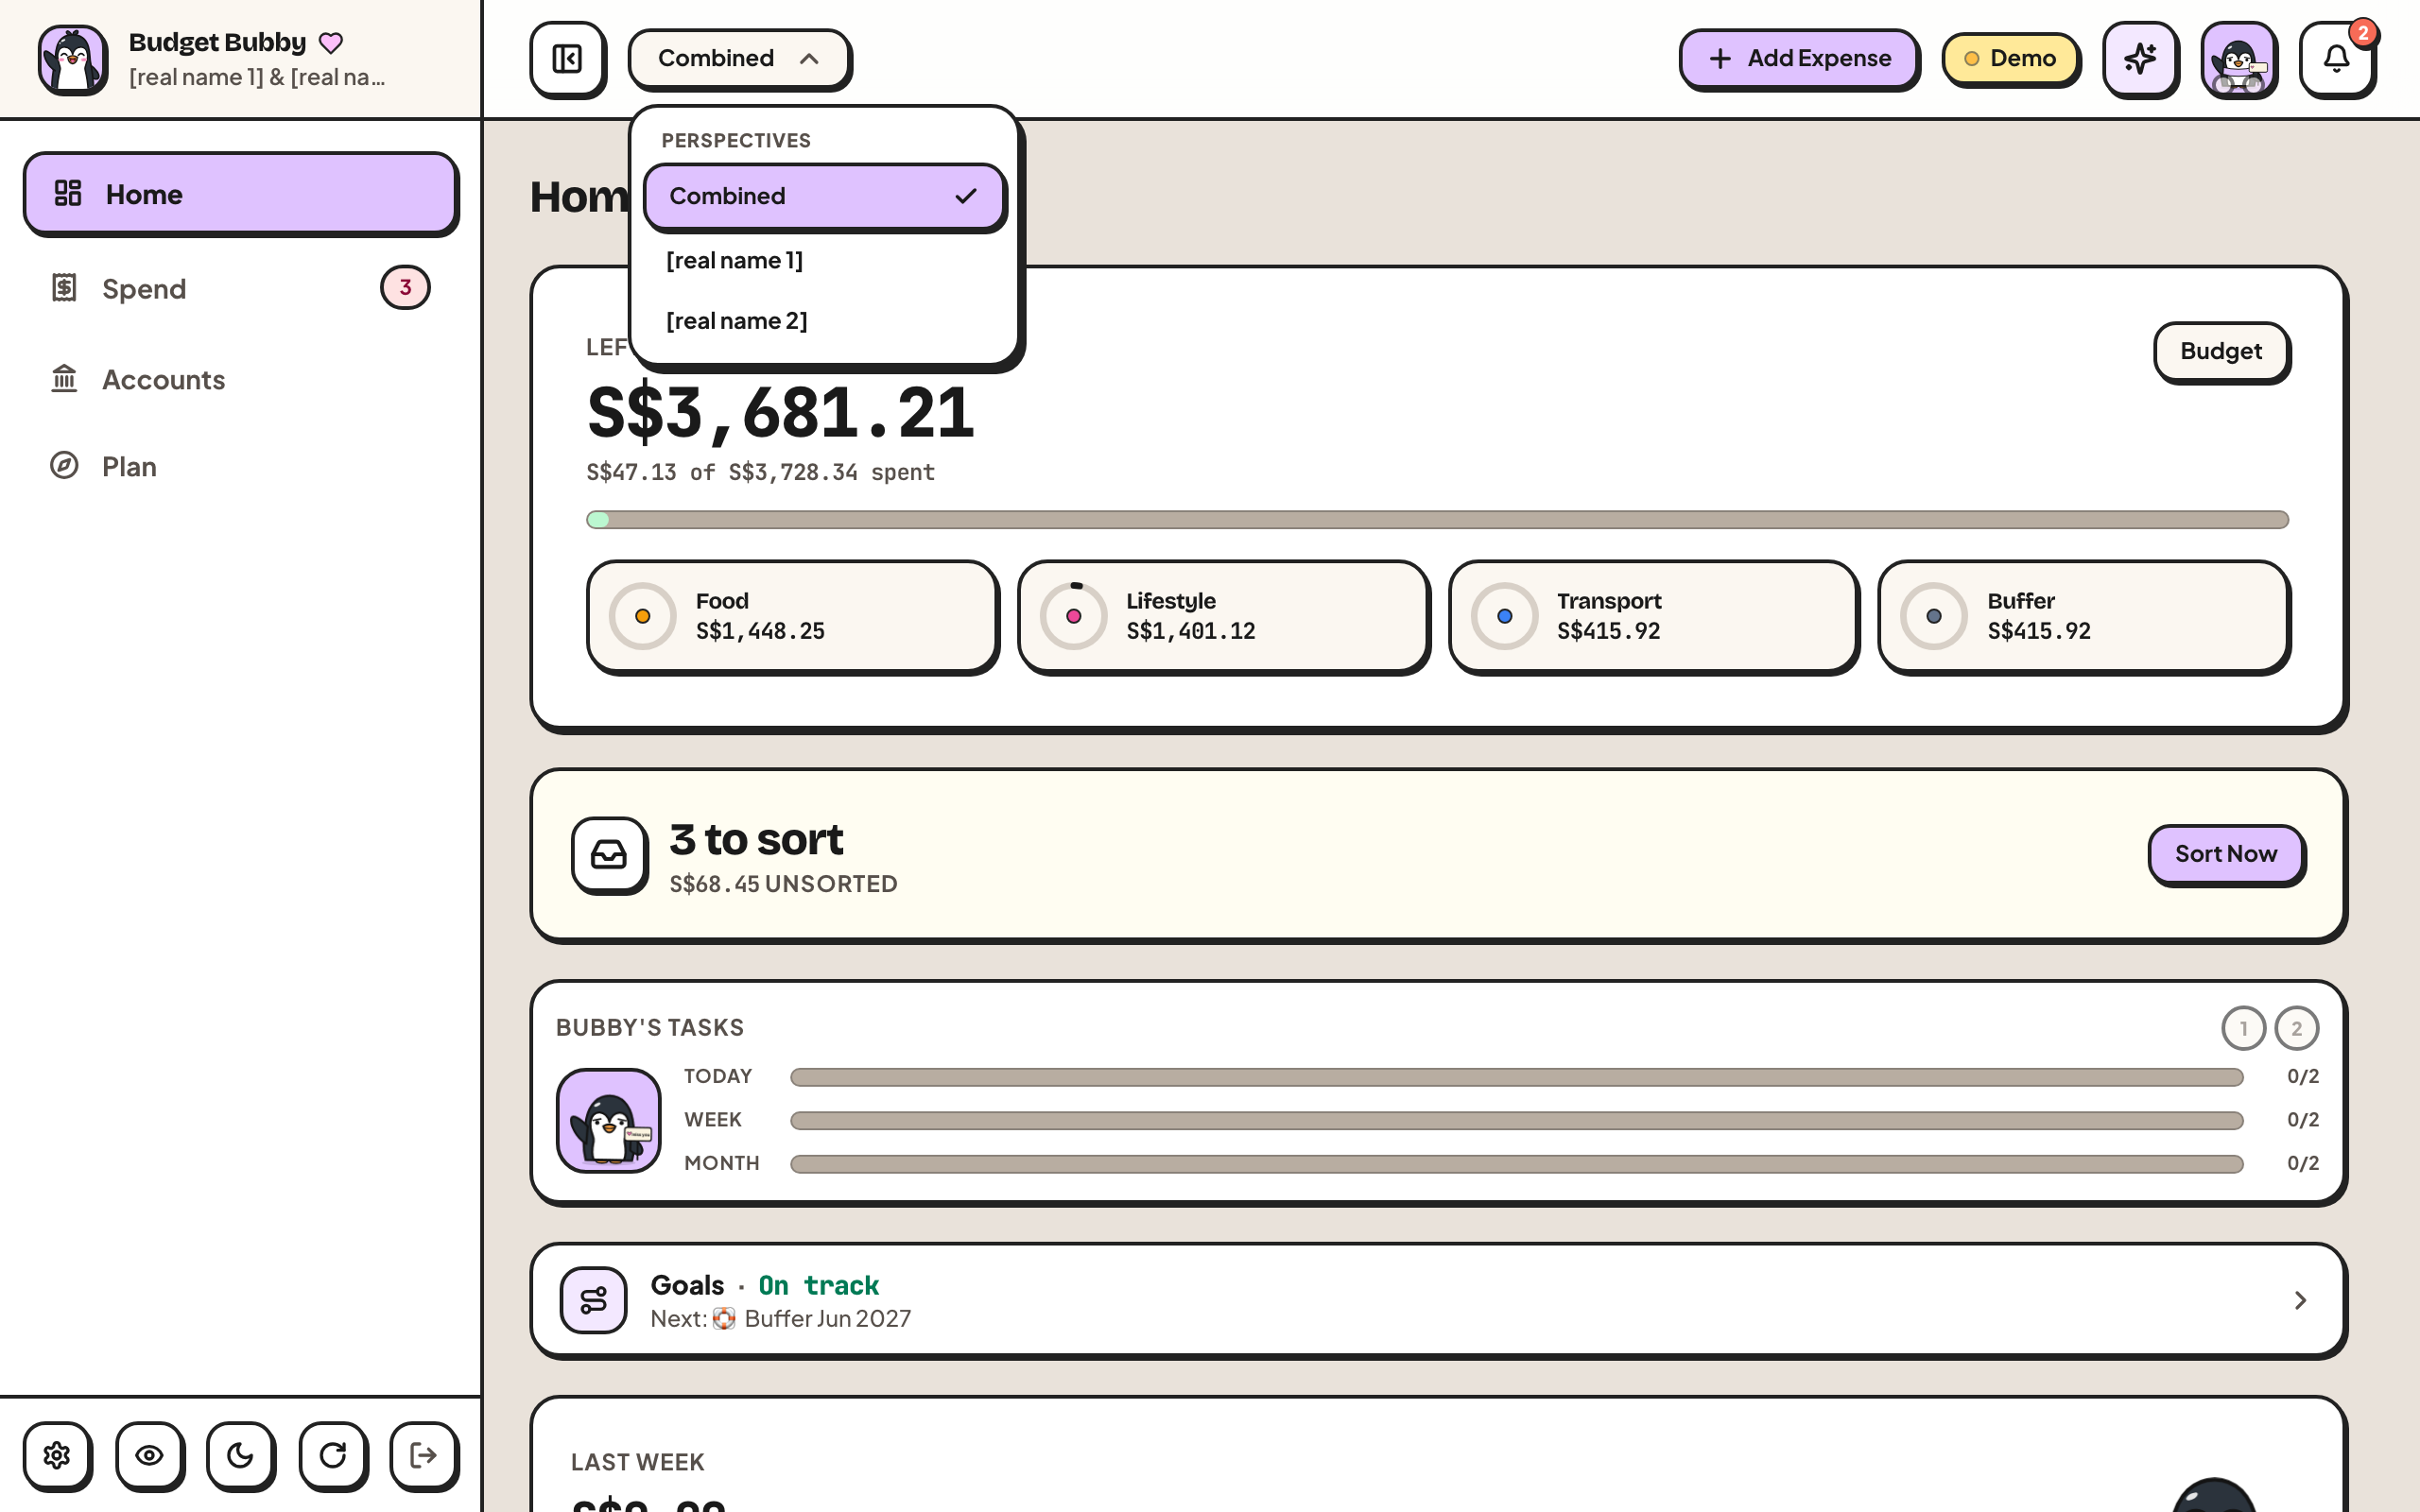 Budget Bubby
[real name 1] & [real na...
Combined
Add Expense
Demo
2
PERSPECTIVES
Combined
[real name 1]
[real name 2]
Home
Spend
3
Accounts
Plan
Hom
LEF
Budget
S$3,681.21
S$47.13 of S$3,728.34 spent
Food
S$1,448.25
Lifestyle
S$1,401.12
Transport
S$415.92
Buffer
S$415.92
3 to sort
S$68.45 UNSORTED
Sort Now
BUBBY'S TASKS
1 2
TODAY 0/2
WEEK 0/2
MONTH 0/2
Goals · On track
Next: 🛟 Buffer Jun 2027
LAST WEEK